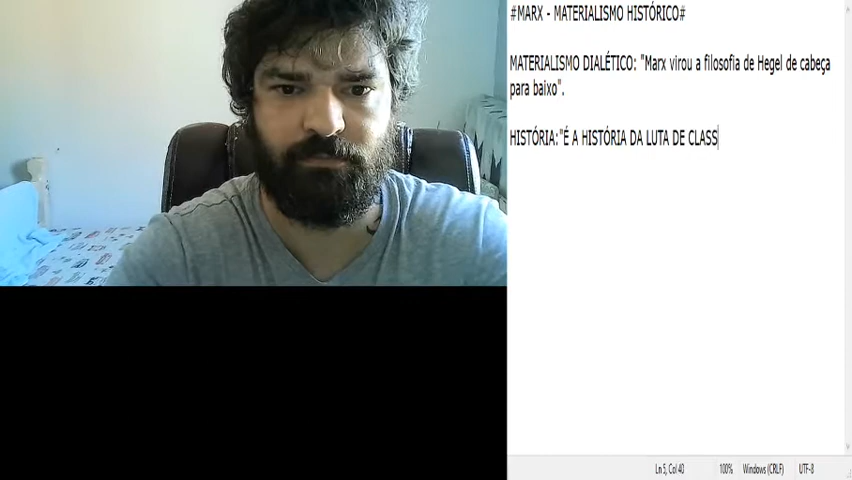 #MARX - MATERIALISMO HISTÓRICO#
MATERIALISMO DIALÉTICO: "Marx virou a filosofia de Hegel de cabeça
para baixo".
HISTÓRIA:"É A HISTÓRIA DA LUTA DE CLASS
Ln 5, Col 40 100% Windows (CRLF) UTF-8